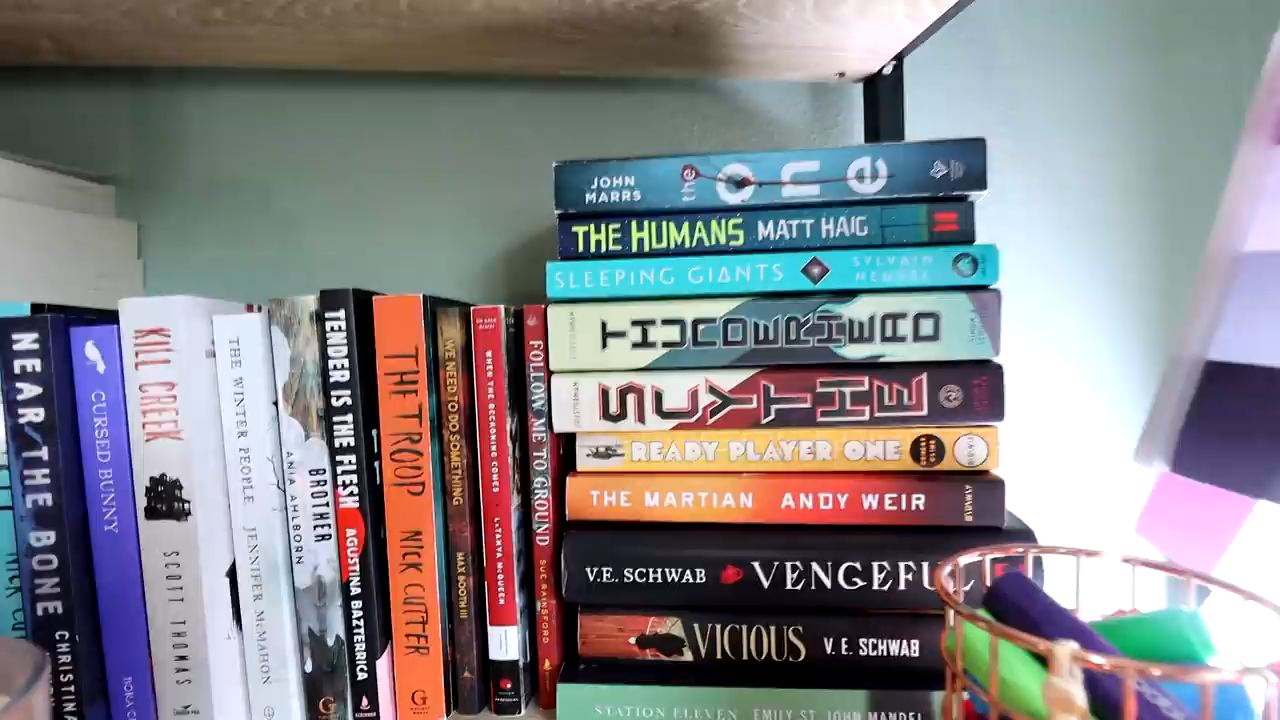 NICK CUT
NEAR THE BONE CHRISTINA
CURSED BUNNY BORA C
KILL CREEK SCOTT THOMAS
THE WINTER PEOPLE JENNIFER McMAHON
BROTHER
ANIA AHLBORN
TENDER IS THE FLESH AGUSTINA BAZTERRICA
THE TROOP NICK CUTTER
WE NEED TO DO SOMETHING MAX BOOTH III
WHEN THE RECKONING COMES LATANYA McQUEEN
FOLLOW ME TO GROUND SUE RAINSFORD
JOHN MARRS the one
THE HUMANS MATT HAIG
SLEEPING GIANTS SYLVAIN NEUVEL
THUNDERHEAD
SCYTHE
READY PLAYER ONE
THE MARTIAN ANDY WEIR
V.E. SCHWAB VENGEFUL
VICIOUS V. E. SCHWAB
STATION ELEVEN EMILY ST. JOHN MANDEL